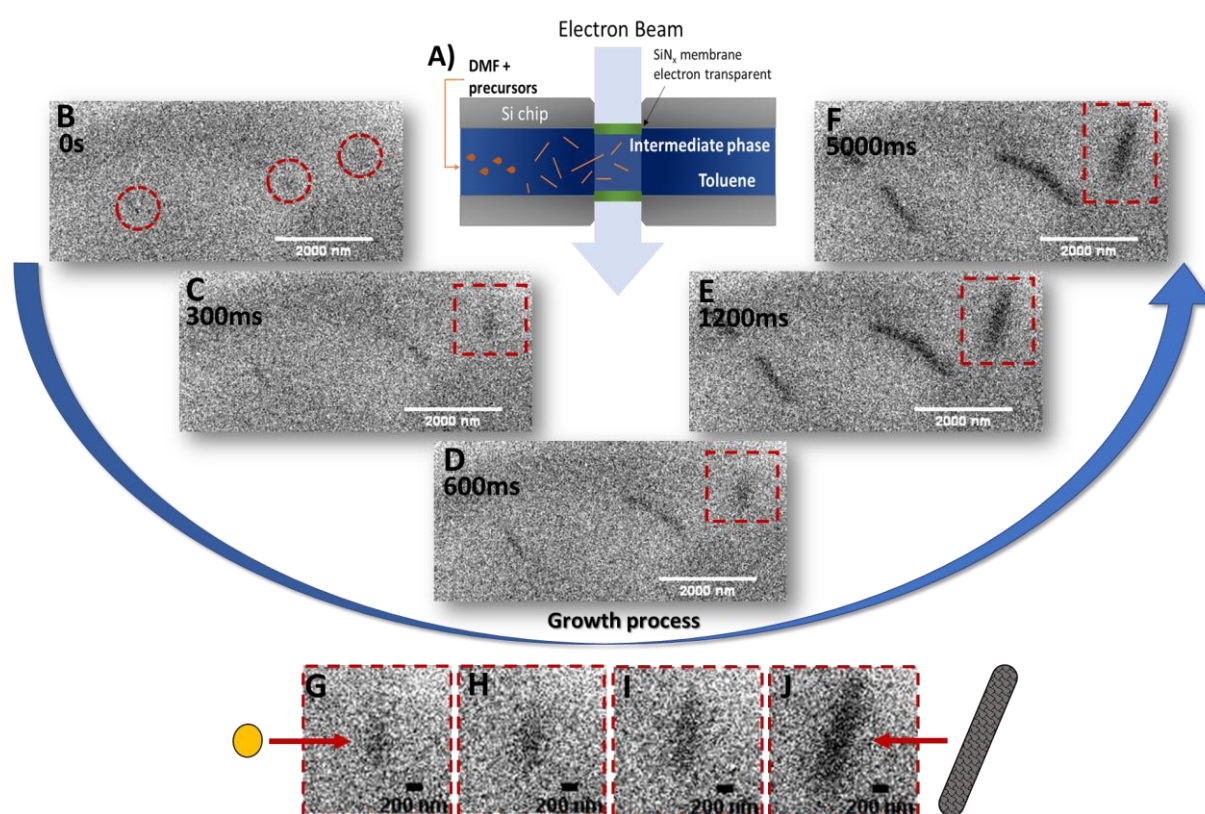 Electron Beam
A)
DMF +
precursors
SiNₓ membrane
electron transparent
Si chip
Intermediate phase
Toluene
B
0s
2000 nm
F
5000ms
2000 nm
C
300ms
2000 nm
E
1200ms
2000 nm
D
600ms
2000 nm
Growth process
G
200 nm
H
200 nm
I
200 nm
J
200 nm